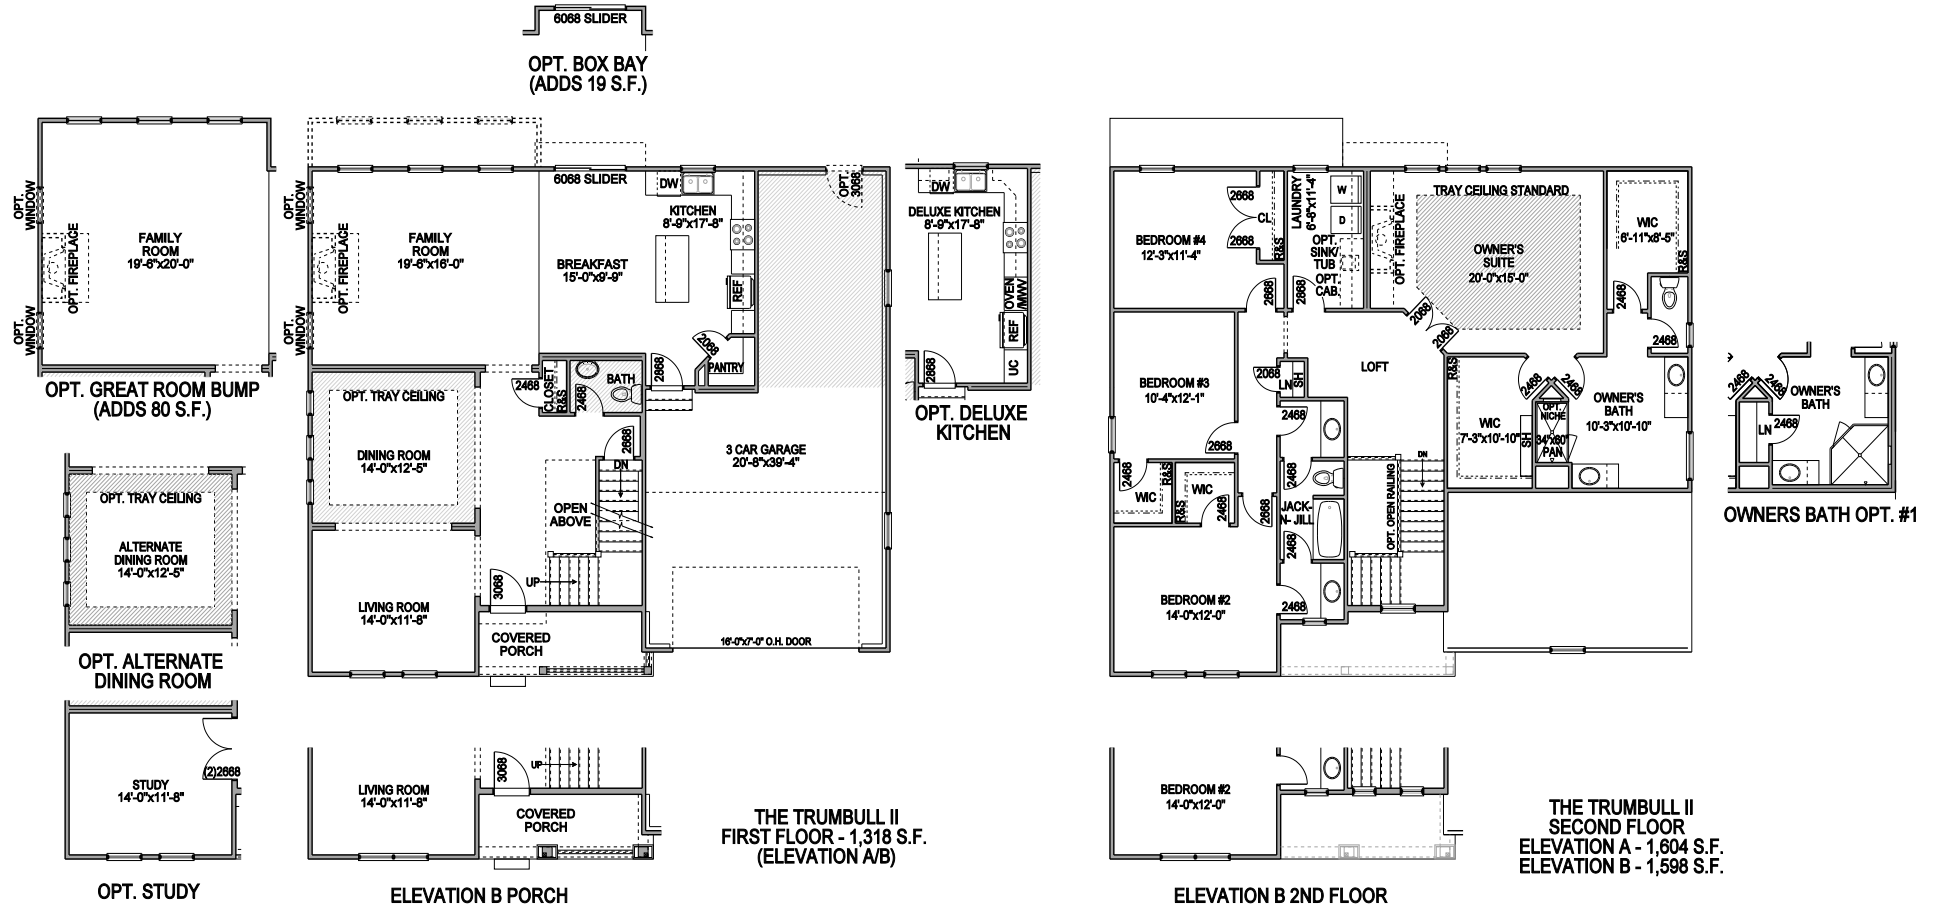 6068 SLIDER
OPT. BOX BAY
(ADDS 19 S.F.)
OPT.
WINDOW
OPT. FIREPLACE
FAMILY
ROOM
19'-6"x20'-0"
OPT.
WINDOW
OPT. GREAT ROOM BUMP
(ADDS 80 S.F.)
OPT. TRAY CEILING
ALTERNATE
DINING ROOM
14'-0"x12'-5"
OPT. ALTERNATE
DINING ROOM
(2)2668
STUDY
14'-0"x11'-8"
OPT. STUDY
OPT.
WINDOW
OPT. FIREPLACE
FAMILY
ROOM
19'-6"x16'-0"
OPT.
WINDOW
6068 SLIDER
BREAKFAST
15'-0"x9'-9"
DW
KITCHEN
8'-9"x17'-8"
REF
2068
PANTRY
2668
OPT.
3068
OPT. TRAY CEILING
DINING ROOM
14'-0"x12'-5"
2468
CLOSET
R&S
BATH
2468
2668
DN
OPEN
ABOVE
UP
3068
LIVING ROOM
14'-0"x11'-8"
COVERED
PORCH
3 CAR GARAGE
20'-8"x39'-4"
16'-0"x7'-0" O.H. DOOR
DW
DELUXE KITCHEN
8'-9"x17'-8"
OVEN
/MWV
REF
UC
2868
OPT. DELUXE
KITCHEN
LIVING ROOM
14'-0"x11'-8"
3068
UP
COVERED
PORCH
ELEVATION B PORCH
THE TRUMBULL II
FIRST FLOOR - 1,318 S.F.
(ELEVATION A/B)
BEDROOM #4
12'-3"x11'-4"
2668
CL
2668
R&S
2668
LAUNDRY
6'-8"x11'-4"
W
D
OPT.
SINK/
TUB
OPT.
CAB.
2868
OPT. FIREPLACE
TRAY CEILING STANDARD
OWNER'S
SUITE
20'-0"x15'-0"
2068
2068
WIC
6'-11"x8'-5"
R&S
2468
2468
BEDROOM #3
10'-4"x12'-1"
2668
2068
LN
SH
LOFT
2468
2468
WIC
R&S
R&S
WIC
2468
2668
2468
JACK-
N- JILL
2468
2468
OPT. OPEN RAILING
DN
R&S
WIC
7'-3"x10'-10"
SH
2468
2468
OPT.
NICHE
34"x60"
PAN
OWNER'S
BATH
10'-3"x10'-10"
BEDROOM #2
14'-0"x12'-0"
2468
2468
OWNER'S
BATH
LN
2468
OWNERS BATH OPT. #1
BEDROOM #2
14'-0"x12'-0"
ELEVATION B 2ND FLOOR
THE TRUMBULL II
SECOND FLOOR
ELEVATION A - 1,604 S.F.
ELEVATION B - 1,598 S.F.